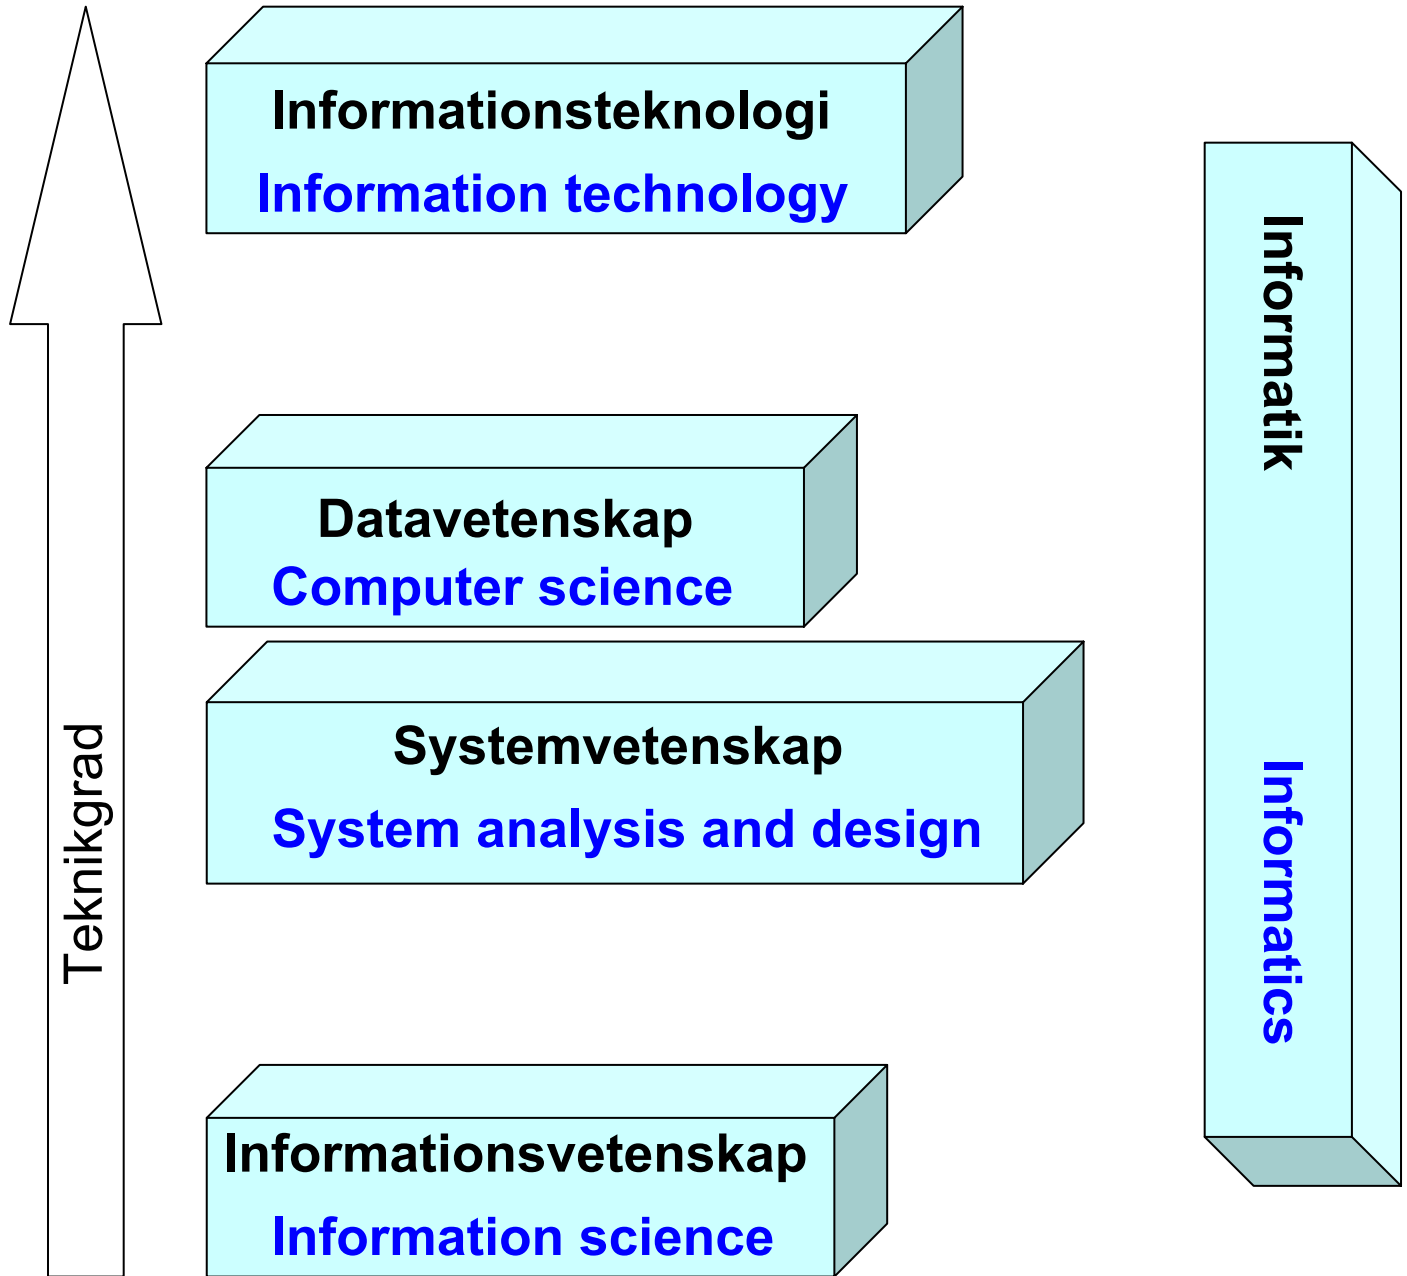 Informationsteknologi
Information technology
Datavetenskap
Computer science
Systemvetenskap
System analysis and design
Informationsvetenskap
Information science
Teknikgrad
Informatik
Informatics